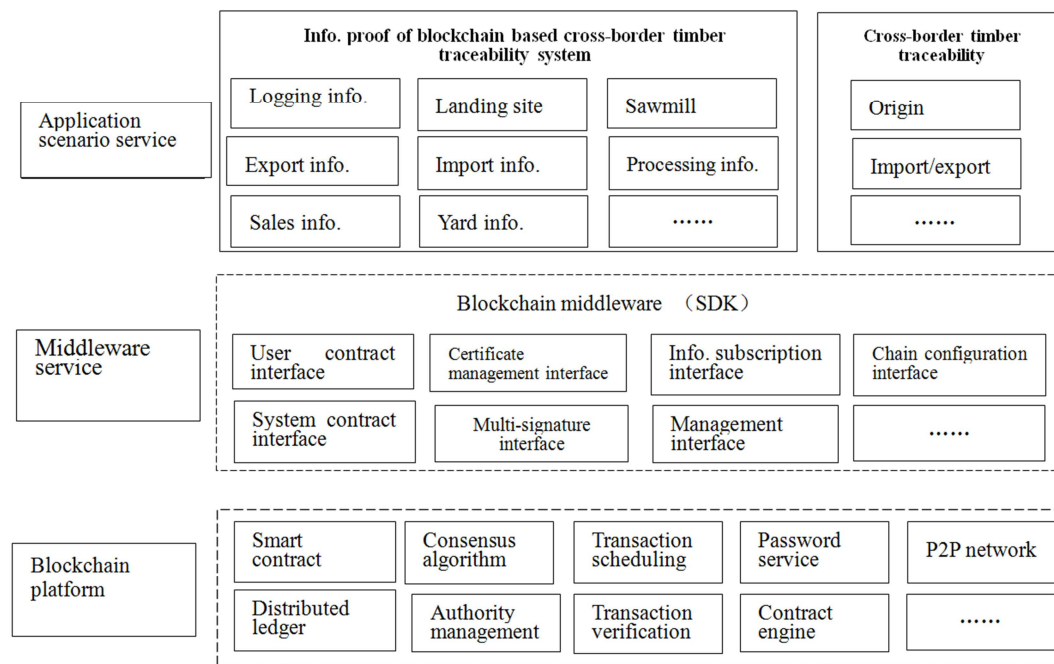 Info. proof of blockchain based cross-border timber
traceability system
Logging info.
Landing site
Sawmill
Export info.
Import info.
Processing info.
Sales info.
Yard info.
……
Cross-border timber
traceability
Origin
Import/export
……
Application
scenario service
Blockchain middleware （SDK）
User contract
interface
Certificate
management interface
Info. subscription
interface
Chain configuration
interface
System contract
interface
Multi-signature
interface
Management
interface
……
Middleware
service
Smart
contract
Consensus
algorithm
Transaction
scheduling
Password
service
P2P network
Distributed
ledger
Authority
management
Transaction
verification
Contract
engine
……
Blockchain
platform